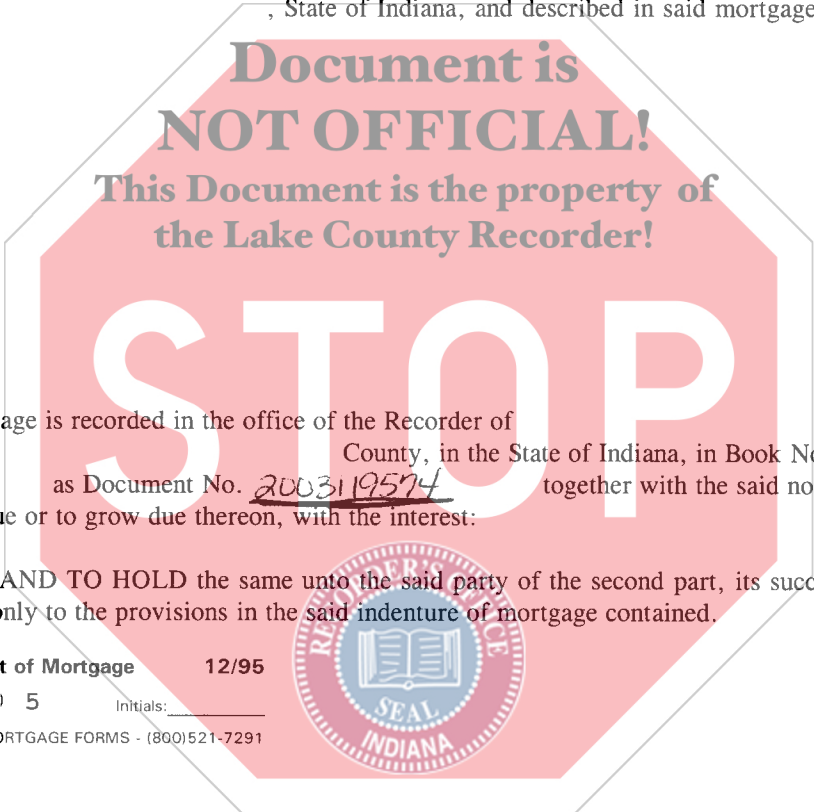 , State of Indiana, and described in said mortgage
Document is
NOT OFFICIAL!
This Document is the property of
the Lake County Recorder!
STOP
age is recorded in the office of the Recorder of
County, in the State of Indiana, in Book No
as Document No. 2003119574 together with the said no
ue or to grow due thereon, with the interest:
AND TO HOLD the same unto the said party of the second part, its succ
only to the provisions in the said indenture of mortgage contained.
t of Mortgage 12/95
5 Initials:
ORTGAGE FORMS - (800)521-7291
RECORDER'S OFFICE
SEAL
INDIANA